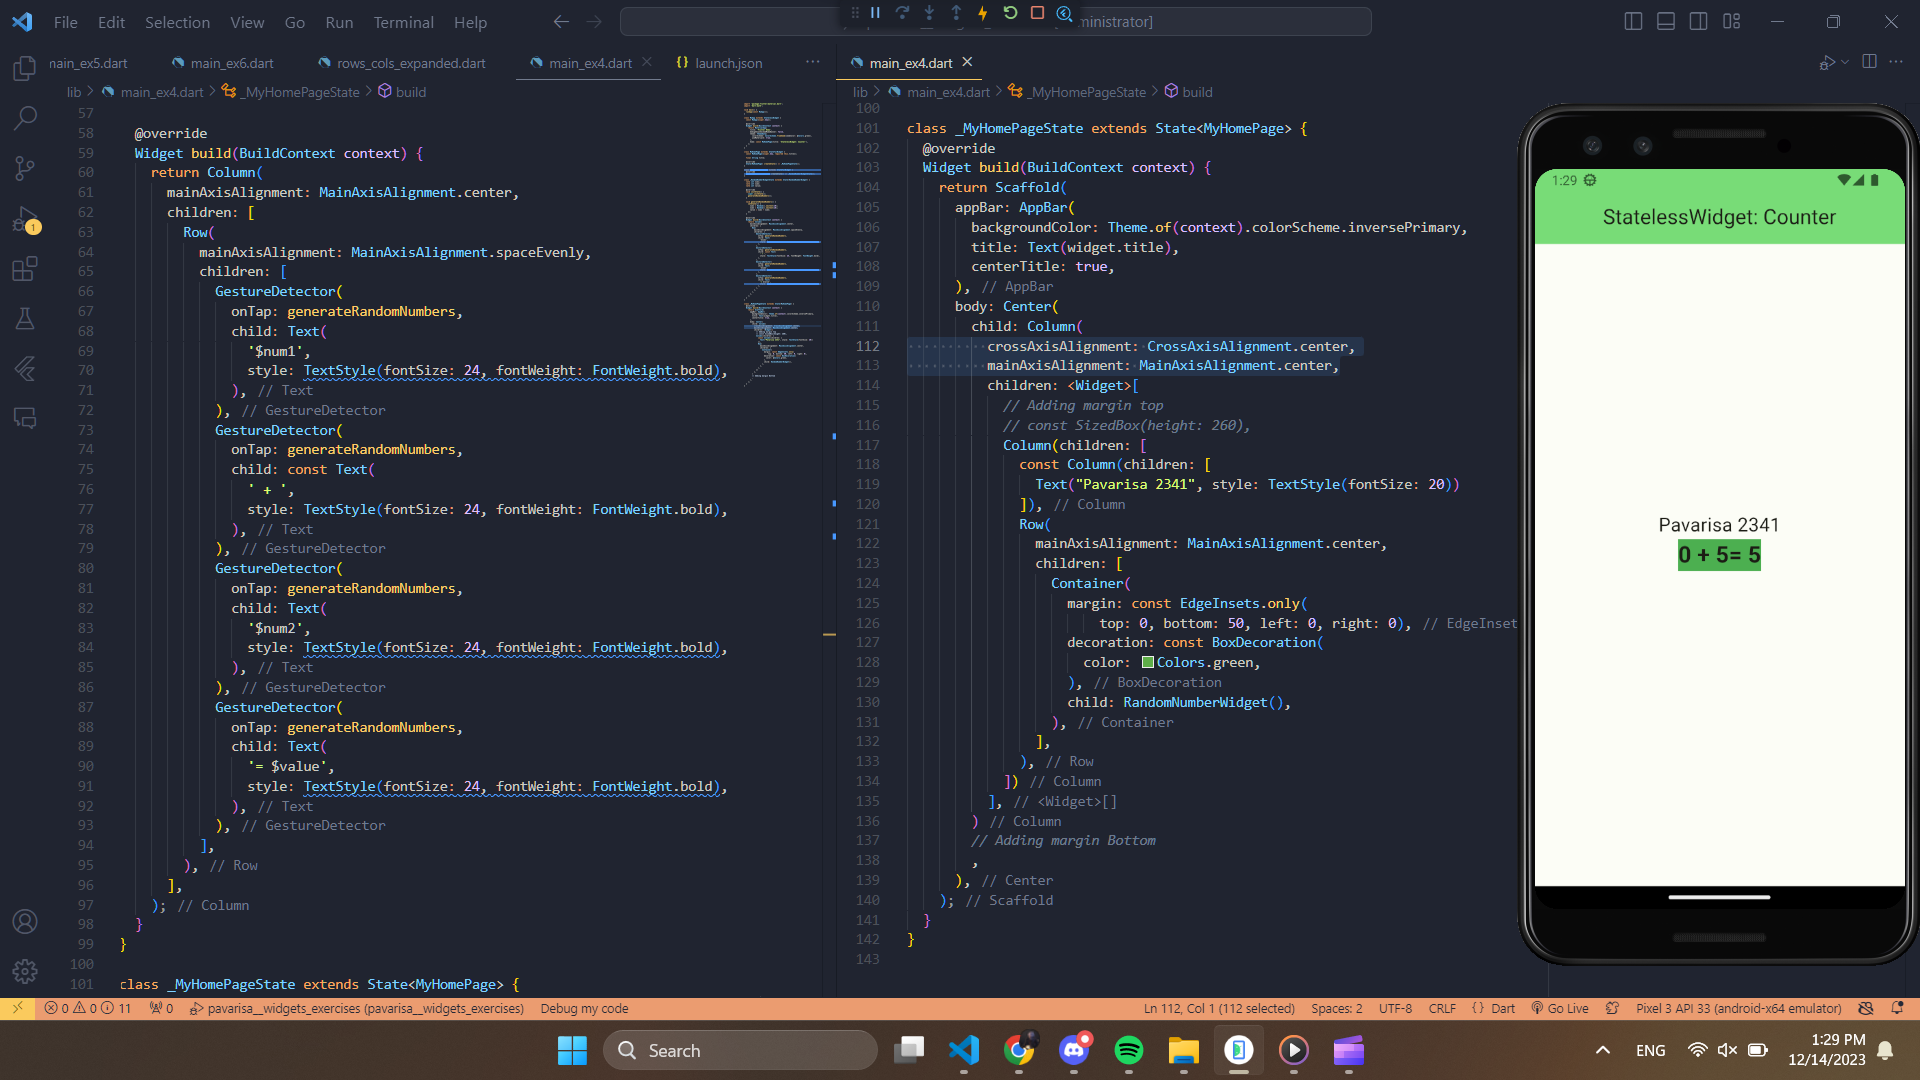 File Edit Selection View Go Run Terminal Help
ministrator]
nain_ex5.dart main_ex6.dart rows_cols_expanded.dart main_ex4.dart launch.json
lib > main_ex4.dart > _MyHomePageState > build
57
58 @override
59 Widget build(BuildContext context) {
60 return Column(
61 mainAxisAlignment: MainAxisAlignment.center,
62 children: [
63 Row(
64 mainAxisAlignment: MainAxisAlignment.spaceEvenly,
65 children: [
66 GestureDetector(
67 onTap: generateRandomNumbers,
68 child: Text(
69 '$num1',
70 style: TextStyle(fontSize: 24, fontWeight: FontWeight.bold),
71 ), // Text
72 ), // GestureDetector
73 GestureDetector(
74 onTap: generateRandomNumbers,
75 child: const Text(
76 ' + ',
77 style: TextStyle(fontSize: 24, fontWeight: FontWeight.bold),
78 ), // Text
79 ), // GestureDetector
80 GestureDetector(
81 onTap: generateRandomNumbers,
82 child: Text(
83 '$num2',
84 style: TextStyle(fontSize: 24, fontWeight: FontWeight.bold),
85 ), // Text
86 ), // GestureDetector
87 GestureDetector(
88 onTap: generateRandomNumbers,
89 child: Text(
90 '= $value',
91 style: TextStyle(fontSize: 24, fontWeight: FontWeight.bold),
92 ), // Text
93 ), // GestureDetector
94 ],
95 ), // Row
96 ],
97 ); // Column
98 }
99 }
100
101 class _MyHomePageState extends State<MyHomePage> {
main_ex4.dart
lib > main_ex4.dart > _MyHomePageState > build
100
101 class _MyHomePageState extends State<MyHomePage> {
102 @override
103 Widget build(BuildContext context) {
104 return Scaffold(
105 appBar: AppBar(
106 backgroundColor: Theme.of(context).colorScheme.inversePrimary,
107 title: Text(widget.title),
108 centerTitle: true,
109 ), // AppBar
110 body: Center(
111 child: Column(
112 crossAxisAlignment: CrossAxisAlignment.center,
113 mainAxisAlignment: MainAxisAlignment.center,
114 children: <Widget>[
115 // Adding margin top
116 // const SizedBox(height: 260),
117 Column(children: [
118 const Column(children: [
119 Text("Pavarisa 2341", style: TextStyle(fontSize: 20))
120 ]), // Column
121 Row(
122 mainAxisAlignment: MainAxisAlignment.center,
123 children: [
124 Container(
125 margin: const EdgeInsets.only(
126 top: 0, bottom: 50, left: 0, right: 0), // EdgeInset
127 decoration: const BoxDecoration(
128 color: Colors.green,
129 ), // BoxDecoration
130 child: RandomNumberWidget(),
131 ), // Container
132 ],
133 ), // Row
134 ]) // Column
135 ], // <Widget>[]
136 ) // Column
137 // Adding margin Bottom
138 ,
139 ), // Center
140 ); // Scaffold
141 }
142 }
143
1:29
StatelessWidget: Counter
Pavarisa 2341
0 + 5= 5
1
0 0 11 0 pavarisa__widgets_exercises (pavarisa__widgets_exercises) Debug my code Ln 112, Col 1 (112 selected) Spaces: 2 UTF-8 CRLF {} Dart Go Live Pixel 3 API 33 (android-x64 emulator)
Search ENG 1:29 PM
12/14/2023